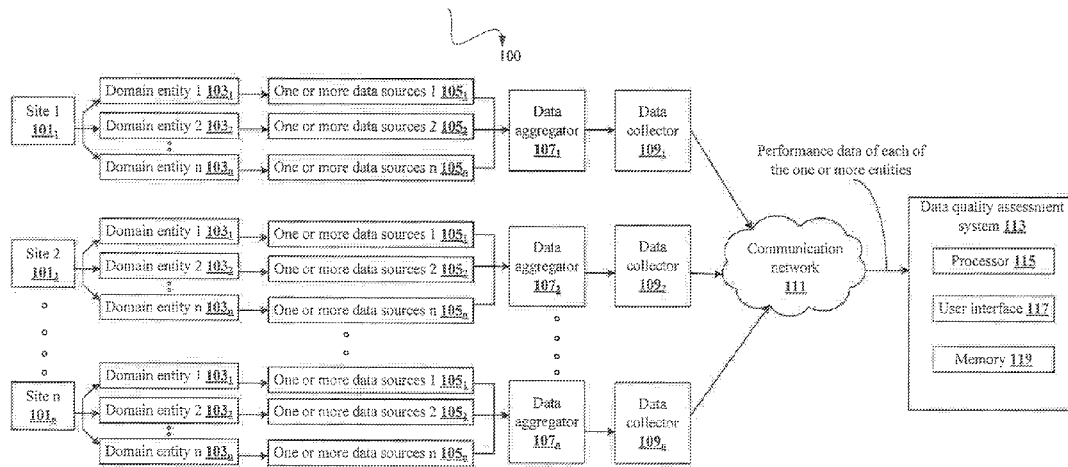 100
Site 1
101₁
Domain entity 1 103₁
Domain entity 2 103₂
Domain entity n 103ₙ
One or more data sources 1 105₁
One or more data sources 2 105₂
One or more data sources n 105ₙ
Data
aggregator
107₁
Data
collector
109₁
Site 2
101₂
Domain entity 1 103₁
Domain entity 2 103₂
Domain entity n 103ₙ
One or more data sources 1 105₁
One or more data sources 2 105₂
One or more data sources n 105ₙ
Data
aggregator
107₂
Data
collector
109₂
Site n
101ₙ
Domain entity 1 103₁
Domain entity 2 103₂
Domain entity n 103ₙ
One or more data sources 1 105₁
One or more data sources 2 105₂
One or more data sources n 105ₙ
Data
aggregator
107ₙ
Data
collector
109ₙ
Communication
network
111
Performance data of each of
the one or more entities
Data quality assessment
system 113
Processor 115
User interface 117
Memory 119